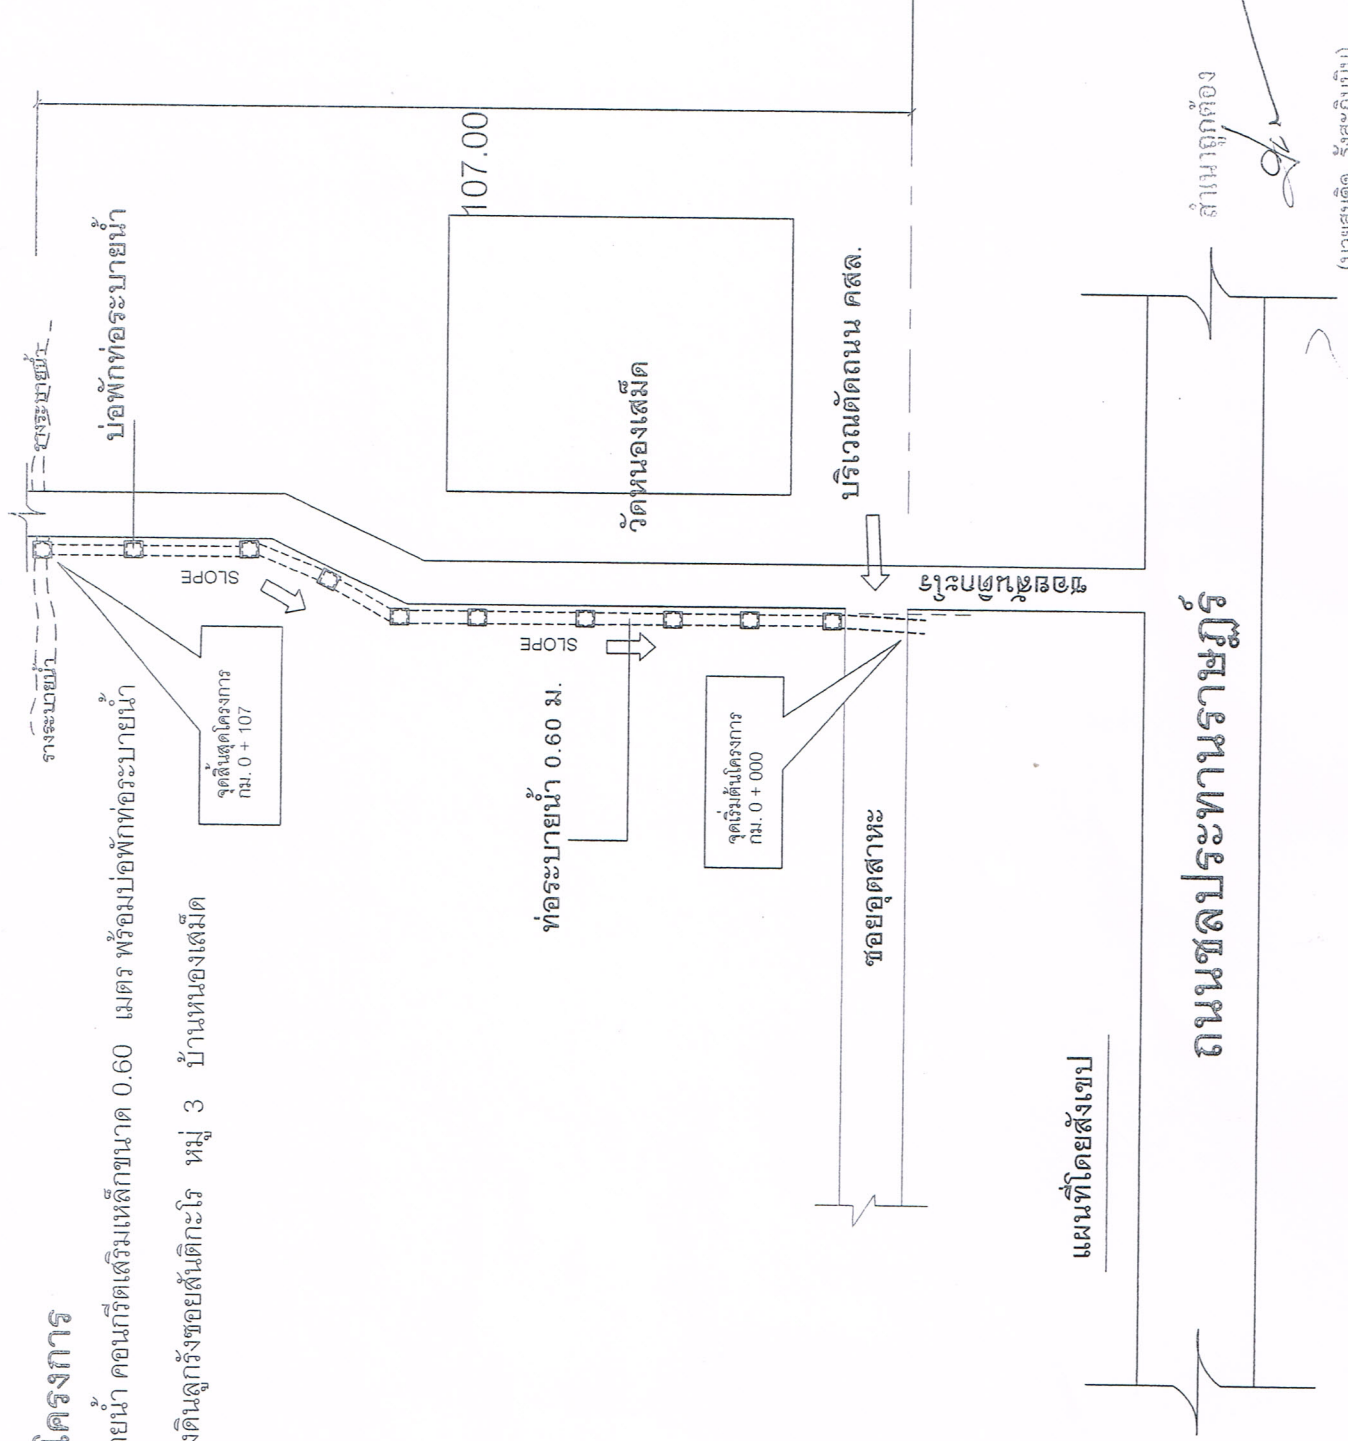 โครงการ
คอนกรีตเสริมเหล็กขนาด 0.60 เมตร พร้อมบ่อพักท่อระบายน้ำ
ดินลูกรังซอยสันติกะโร หมู่ 3 บ้านหนองเสม็ด
รางระบายน้ำ
รางระบายน้ำ
บ่อพักท่อระบายน้ำ
จุดสิ้นสุดโครงการ
กม. 0 + 107
SLOPE
107.00
วัดหนองเสม็ด
SLOPE
ท่อระบายน้ำ 0.60 ม.
จุดเริ่มต้นโครงการ
กม. 0 + 000
บริเวณตัดถนน คสล.
ซอยอุตสาหะ
ซอยสันติกะโร
แผนที่โดยสังเขป
ถนนชลประทานราษฎร์
สำเนาถูกต้อง